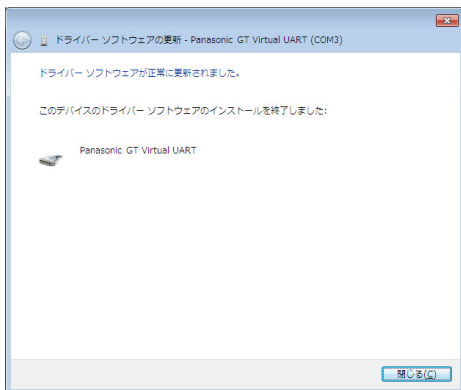 ドライバー ソフトウェアの更新 - Panasonic GT Virtual UART (COM3)
ドライバー ソフトウェアが正常に更新されました。
このデバイスのドライバー ソフトウェアのインストールを終了しました:
Panasonic GT Virtual UART
閉じる(C)